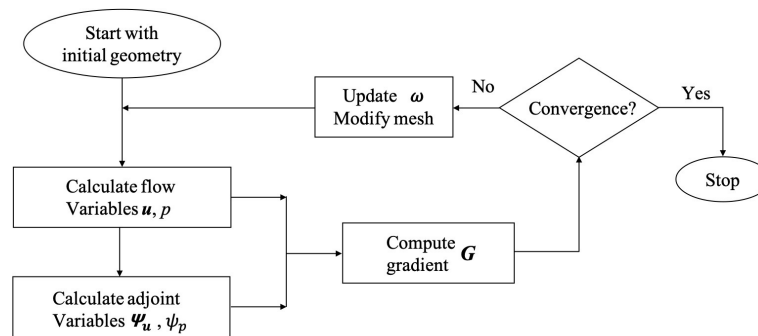 Start with
initial geometry
Calculate flow
Variables u, p
Calculate adjoint
Variables Ψu , ψp
Compute
gradient G
Convergence?
No
Update ω
Modify mesh
Yes
Stop